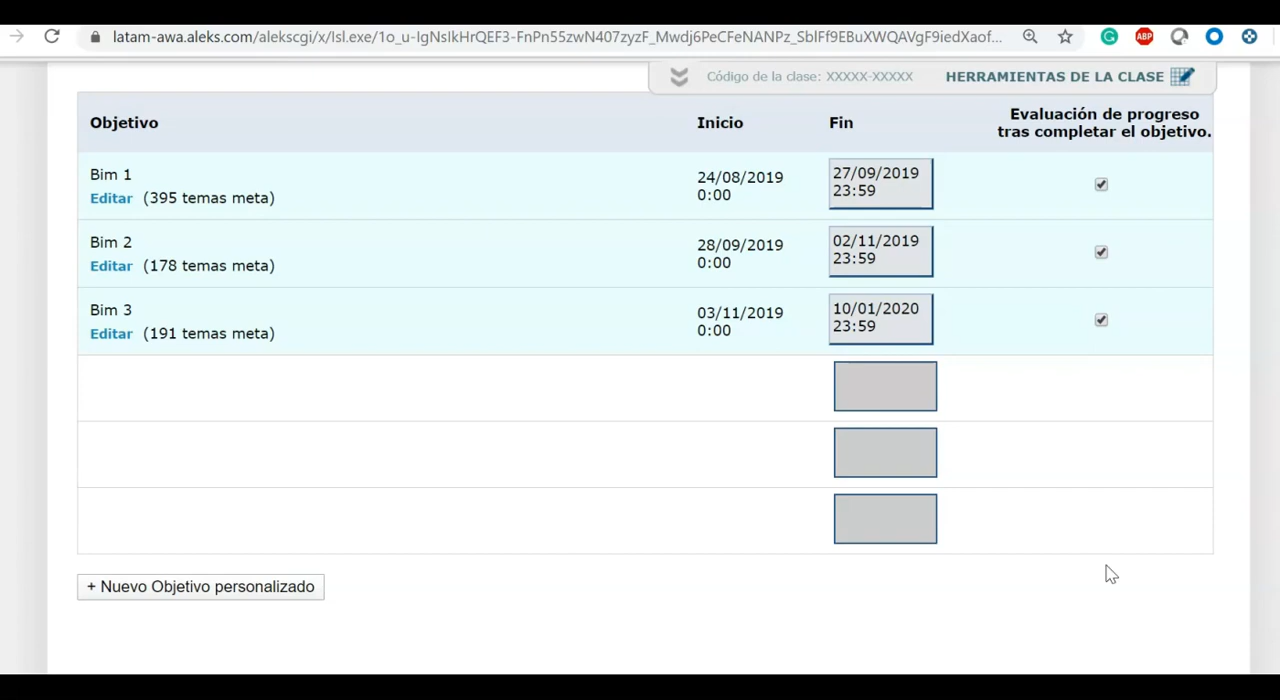 latam-awa.aleks.com/alekscgi/x/Isl.exe/1o_u-IgNsIkHrQEF3-FnPn55zwN407zyzF_Mwdj6PeCFeNANPz_SbIFf9EBuXWQAVgF9iedXaof...
ABP
Código de la clase: XXXXX-XXXXX HERRAMIENTAS DE LA CLASE
Objetivo Inicio Fin Evaluación de progreso
tras completar el objetivo.
Bim 1 24/08/2019 27/09/2019
Editar (395 temas meta) 0:00 23:59
Bim 2 28/09/2019 02/11/2019
Editar (178 temas meta) 0:00 23:59
Bim 3 03/11/2019 10/01/2020
Editar (191 temas meta) 0:00 23:59
+ Nuevo Objetivo personalizado